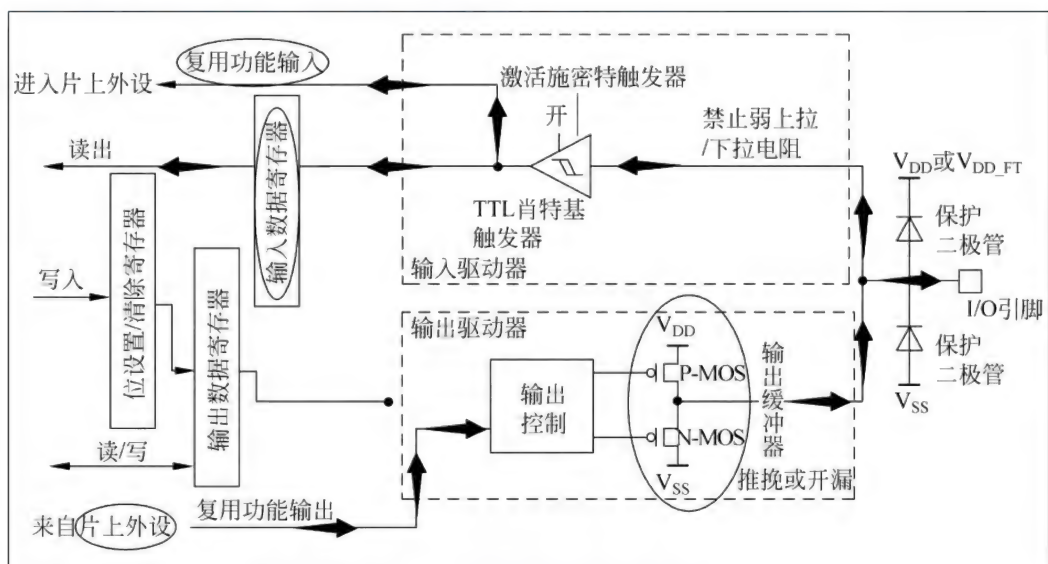 复用功能输入
进入片上外设
激活施密特触发器
开
禁止弱上拉
/下拉电阻
V_DD或V_DD_FT
读出
输入数据寄存器
TTL肖特基
触发器
保护
二极管
位设置/清除寄存器
输入驱动器
写入
输出数据寄存器
I/O引脚
输出驱动器
V_DD
P-MOS
输出缓冲器
保护
二极管
输出
控制
N-MOS
V_SS
V_SS
读/写
推挽或开漏
复用功能输出
来自片上外设